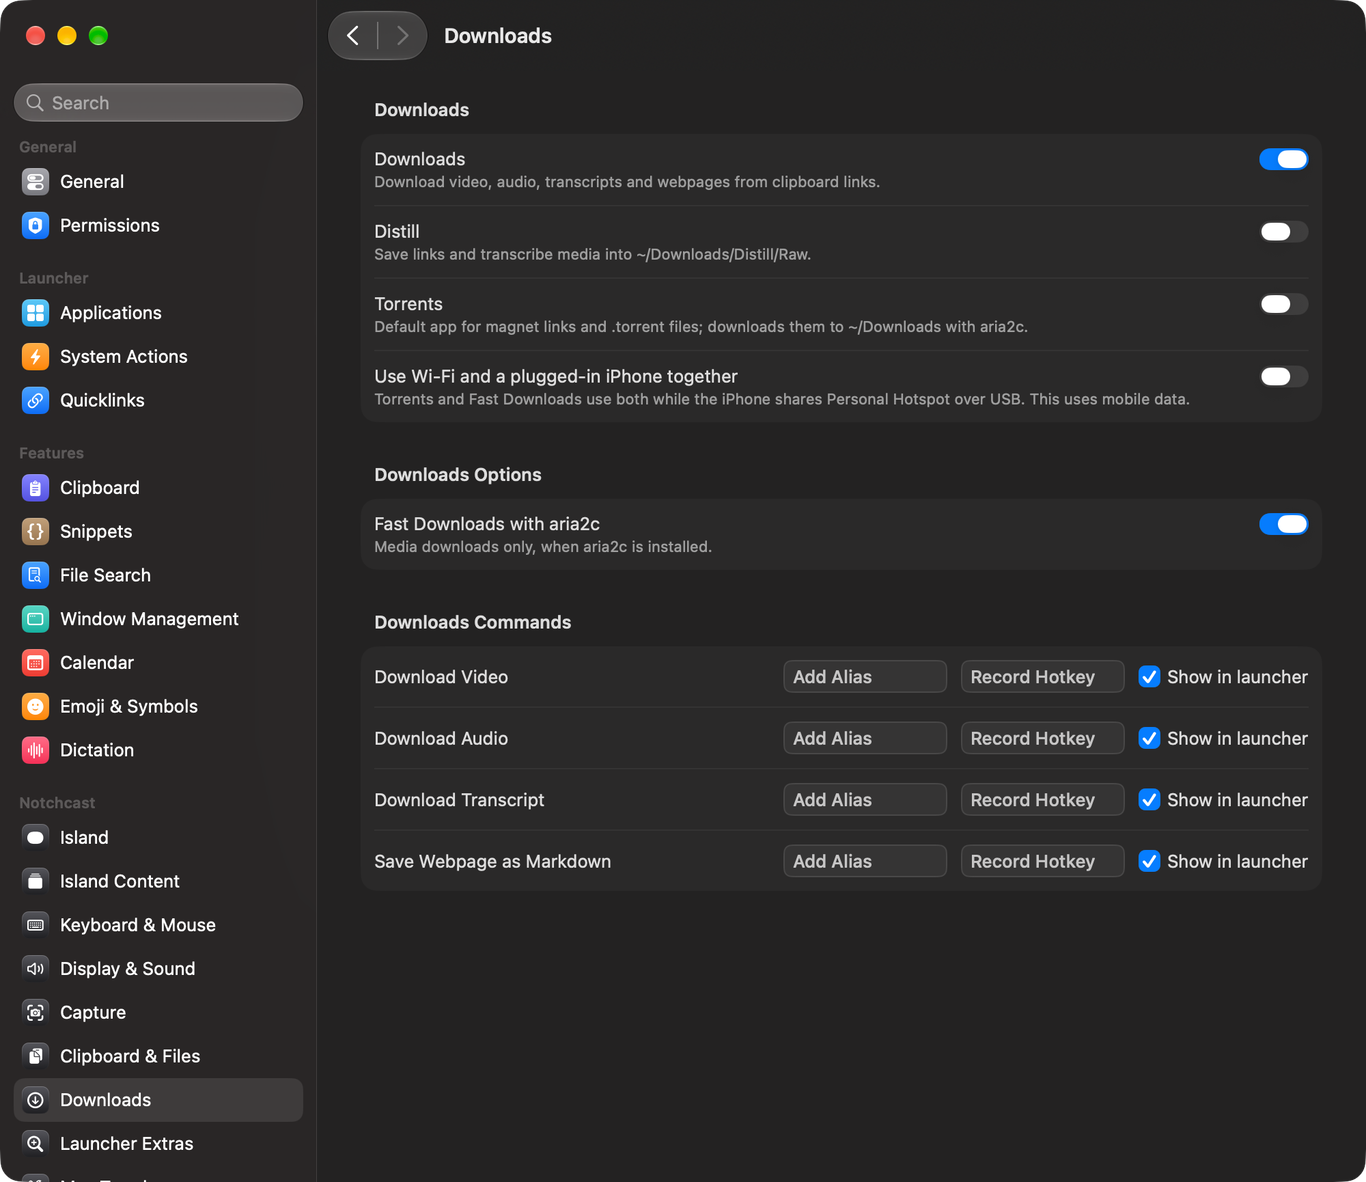 Downloads
Search
General
General
Permissions
Launcher
Applications
System Actions
Quicklinks
Features
Clipboard
Snippets
File Search
Window Management
Calendar
Emoji & Symbols
Dictation
Notchcast
Island
Island Content
Keyboard & Mouse
Display & Sound
Capture
Clipboard & Files
Downloads
Launcher Extras
Downloads
Downloads
Download video, audio, transcripts and webpages from clipboard links.
Distill
Save links and transcribe media into ~/Downloads/Distill/Raw.
Torrents
Default app for magnet links and .torrent files; downloads them to ~/Downloads with aria2c.
Use Wi-Fi and a plugged-in iPhone together
Torrents and Fast Downloads use both while the iPhone shares Personal Hotspot over USB. This uses mobile data.
Downloads Options
Fast Downloads with aria2c
Media downloads only, when aria2c is installed.
Downloads Commands
Download Video Add Alias Record Hotkey Show in launcher
Download Audio Add Alias Record Hotkey Show in launcher
Download Transcript Add Alias Record Hotkey Show in launcher
Save Webpage as Markdown Add Alias Record Hotkey Show in launcher